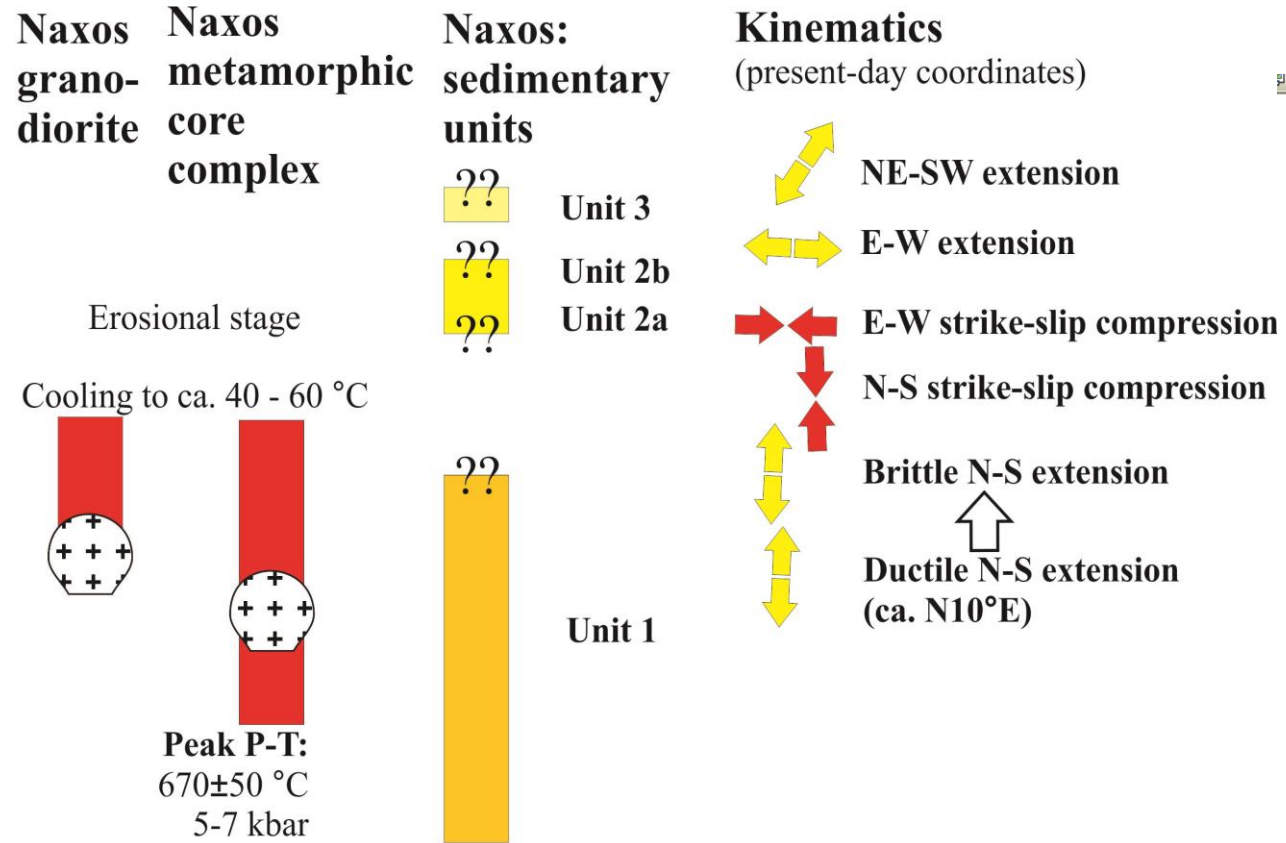 Naxos
grano-
diorite
Naxos
metamorphic
core
complex
Naxos:
sedimentary
units
Kinematics
(present-day coordinates)
??
Unit 3
??
Unit 2b
Unit 2a
??
??
Unit 1
Erosional stage
Cooling to ca. 40 - 60 °C
Peak P-T:
670±50 °C
5-7 kbar
NE-SW extension
E-W extension
E-W strike-slip compression
N-S strike-slip compression
Brittle N-S extension
Ductile N-S extension
(ca. N10°E)